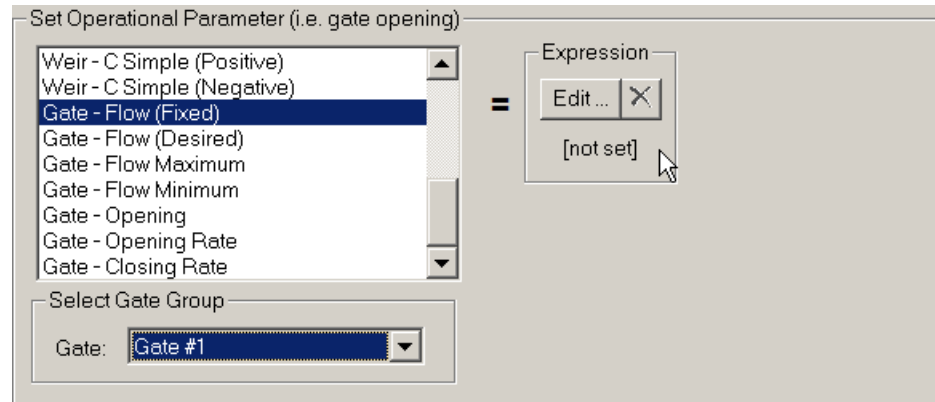 Set Operational Parameter (i.e. gate opening)
Weir - C Simple (Positive)
Weir - C Simple (Negative)
Gate - Flow (Fixed)
Gate - Flow (Desired)
Gate - Flow Maximum
Gate - Flow Minimum
Gate - Opening
Gate - Opening Rate
Gate - Closing Rate
=
Expression
Edit ...
[not set]
Select Gate Group
Gate: Gate #1